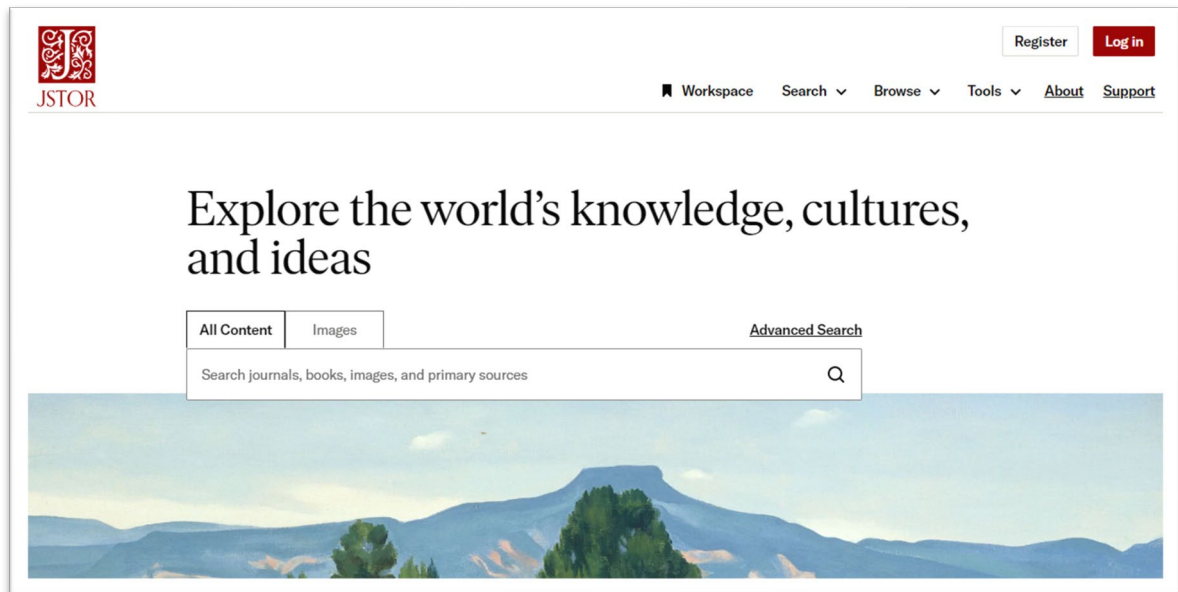 JSTOR
Register
Log in
Workspace Search Browse Tools About Support
Explore the world’s knowledge, cultures,
and ideas
All Content Images Advanced Search
Search journals, books, images, and primary sources